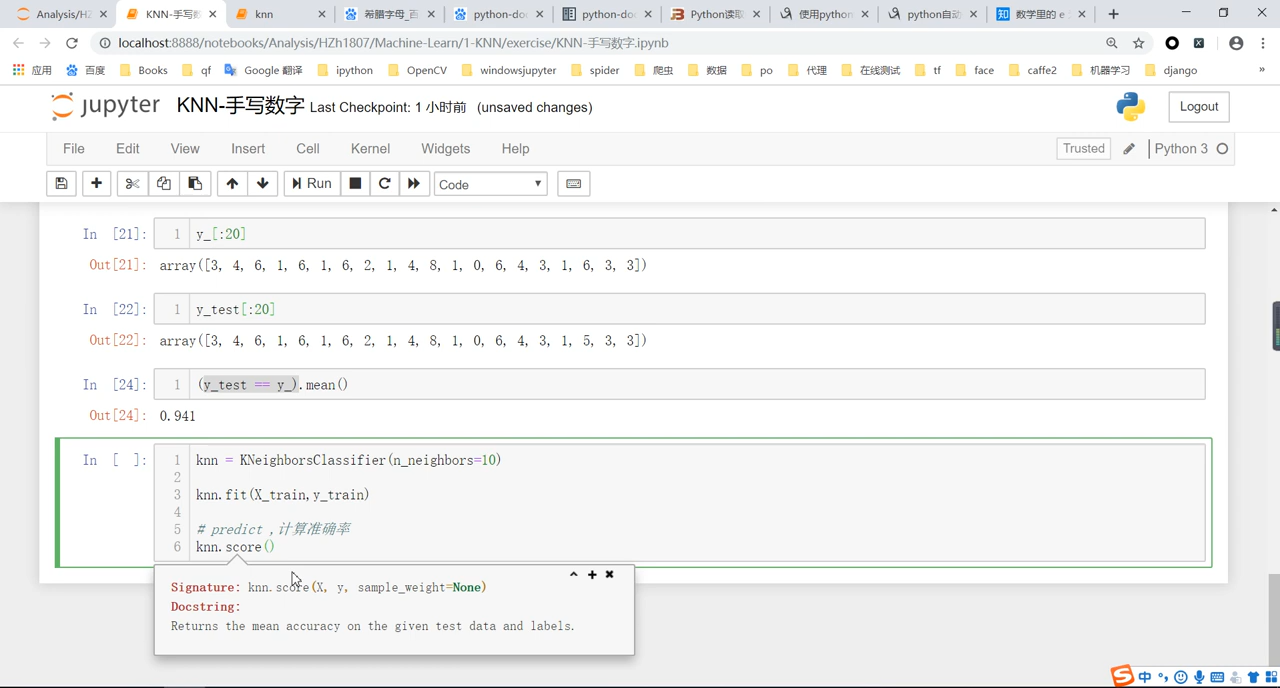 Analysis/HZ
KNN-手写数字
knn
希腊字母_百
python-doc
python-doc
Python读取
使用python
python自动
数学里的 e
localhost:8888/notebooks/Analysis/HZh1807/Machine-Learn/1-KNN/exercise/KNN-手写数字.ipynb
应用 百度 Books qf Google 翻译 ipython OpenCV windowsjupyter spider 爬虫 数据 po 代理 在线测试 tf face caffe2 机器学习 django »
jupyter KNN-手写数字 Last Checkpoint: 1 小时前 (unsaved changes) Logout
File Edit View Insert Cell Kernel Widgets Help Trusted Python 3
Run Code
In [21]: 1 y_[:20]
Out[21]: array([3, 4, 6, 1, 6, 1, 6, 2, 1, 4, 8, 1, 0, 6, 4, 3, 1, 6, 3, 3])
In [22]: 1 y_test[:20]
Out[22]: array([3, 4, 6, 1, 6, 1, 6, 2, 1, 4, 8, 1, 0, 6, 4, 3, 1, 5, 3, 3])
In [24]: 1 (y_test == y_).mean()
Out[24]: 0.941
In [ ]: 1 knn = KNeighborsClassifier(n_neighbors=10)
2
3 knn.fit(X_train,y_train)
4
5 # predict ,计算准确率
6 knn.score()
Signature: knn.score(X, y, sample_weight=None)
Docstring:
Returns the mean accuracy on the given test data and labels.
中